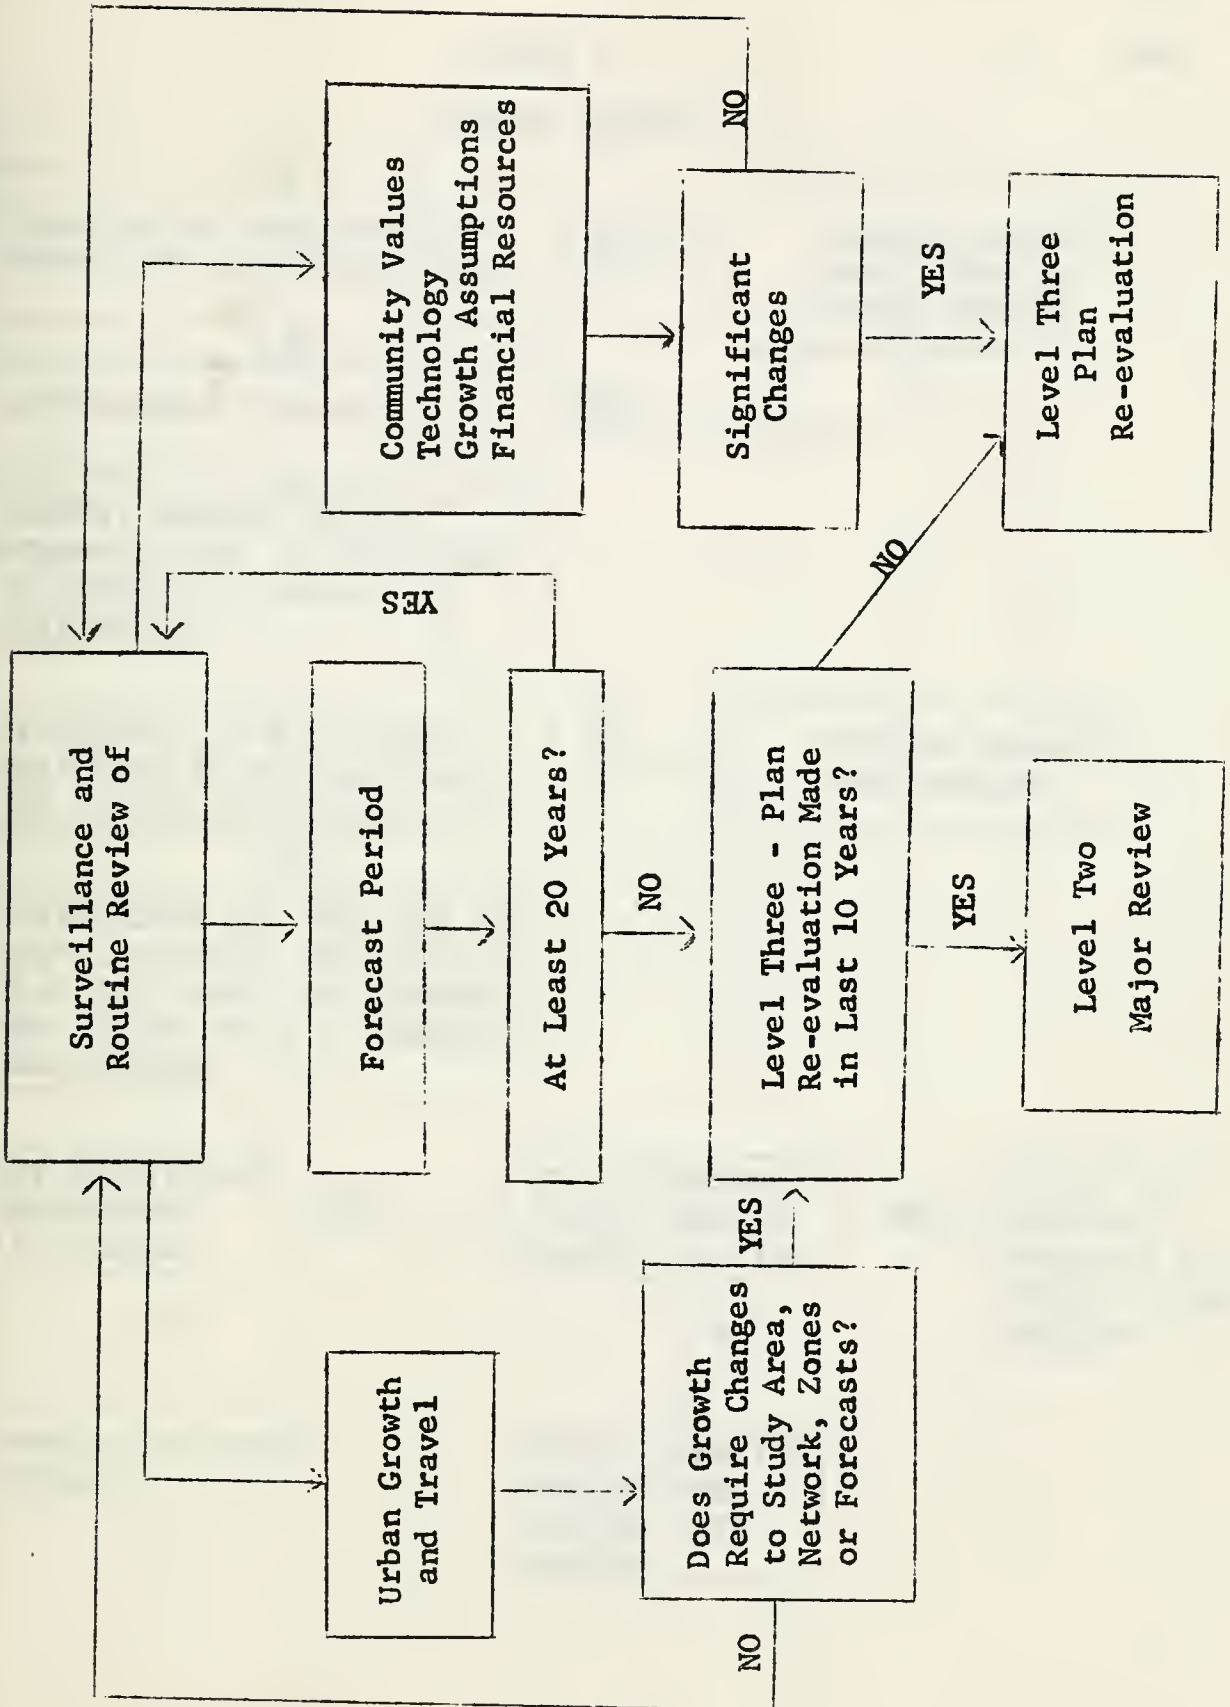 Surveillance and
Routine Review of
Urban Growth
and Travel
Forecast Period
Community Values
Technology
Growth Assumptions
Financial Resources
YES
At Least 20 Years?
NO
Does Growth
Require Changes
to Study Area,
Network, Zones
or Forecasts?
NO
YES
Level Three - Plan
Re-evaluation Made
in Last 10 Years?
Significant
Changes
NO
NO
YES
YES
Level Two
Major Review
Level Three
Plan
Re-evaluation